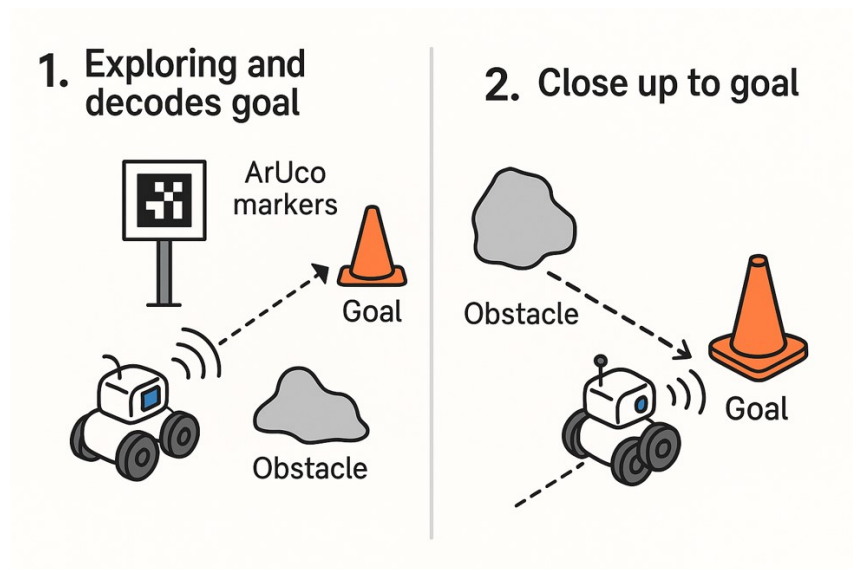 1. Exploring and
decodes goal
ArUco
markers
Goal
Obstacle
2. Close up to goal
Obstacle
Goal